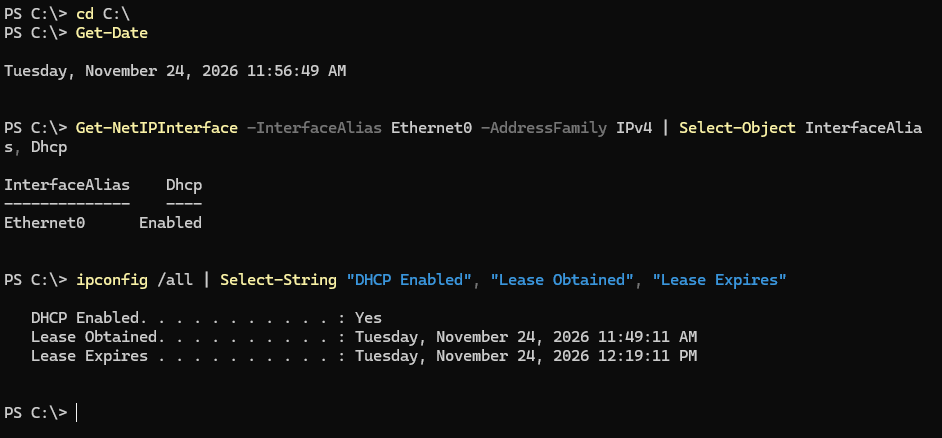 PS C:\> cd C:\
PS C:\> Get-Date
Tuesday, November 24, 2026 11:56:49 AM
PS C:\> Get-NetIPInterface -InterfaceAlias Ethernet0 -AddressFamily IPv4 | Select-Object InterfaceAlia
s, Dhcp
InterfaceAlias    Dhcp
--------------    ----
Ethernet0      Enabled
PS C:\> ipconfig /all | Select-String "DHCP Enabled", "Lease Obtained", "Lease Expires"
   DHCP Enabled. . . . . . . . . . . : Yes
   Lease Obtained. . . . . . . . . . : Tuesday, November 24, 2026 11:49:11 AM
   Lease Expires . . . . . . . . . . : Tuesday, November 24, 2026 12:19:11 PM
PS C:\>